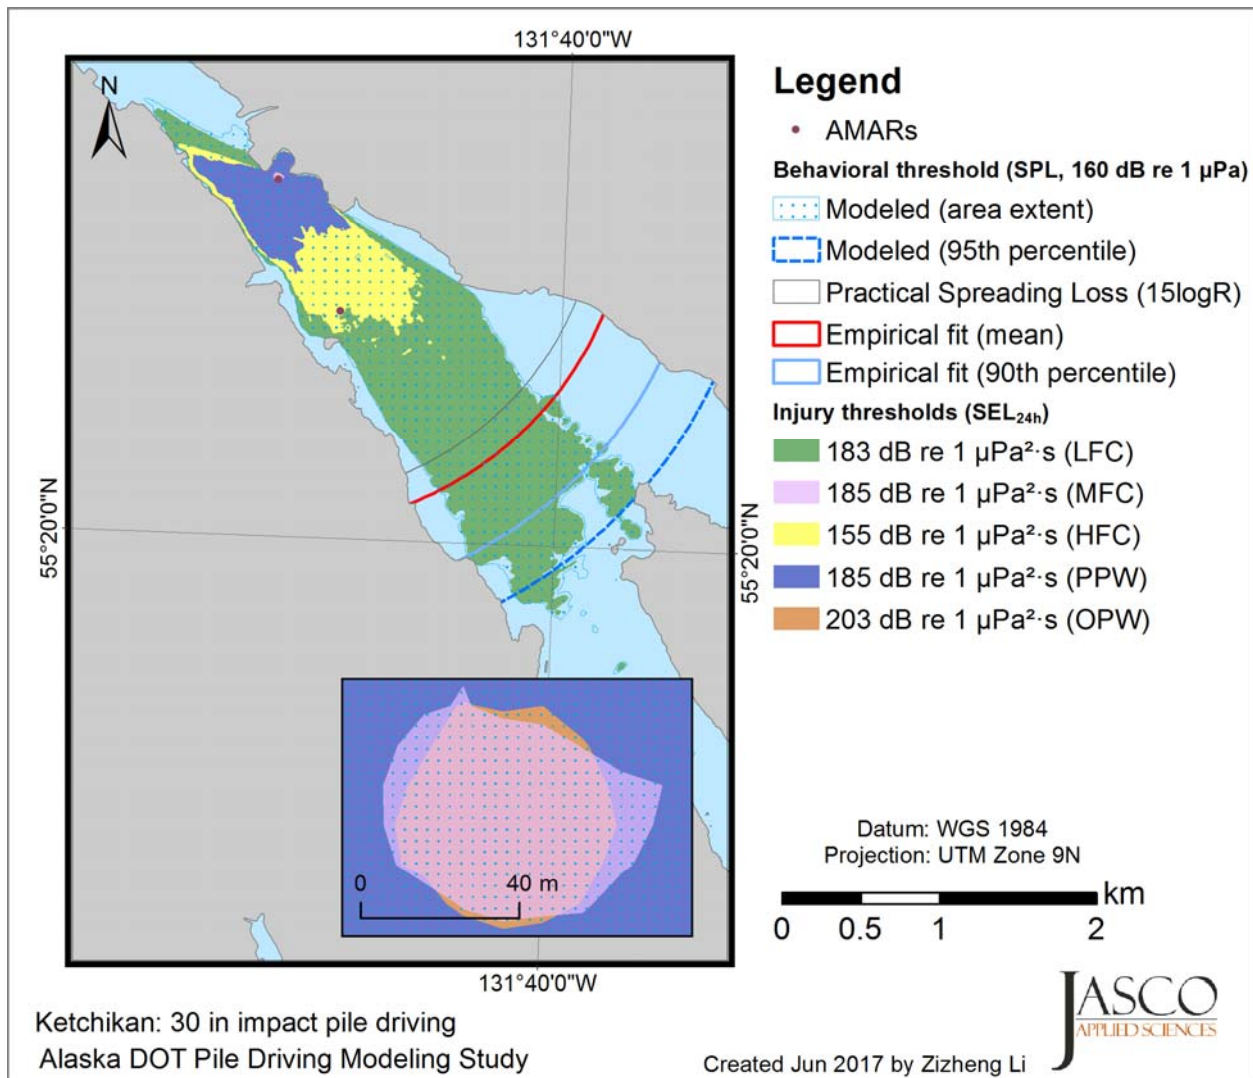 131°40'0"W
N
55°20'0"N
55°20'0"N
0
40 m
131°40'0"W
Legend
AMARs
Behavioral threshold (SPL, 160 dB re 1 µPa)
Modeled (area extent)
Modeled (95th percentile)
Practical Spreading Loss (15logR)
Empirical fit (mean)
Empirical fit (90th percentile)
Injury thresholds (SEL24h)
183 dB re 1 µPa²·s (LFC)
185 dB re 1 µPa²·s (MFC)
155 dB re 1 µPa²·s (HFC)
185 dB re 1 µPa²·s (PPW)
203 dB re 1 µPa²·s (OPW)
Datum: WGS 1984
Projection: UTM Zone 9N
km
0 0.5 1 2
Ketchikan: 30 in impact pile driving
Alaska DOT Pile Driving Modeling Study
Created Jun 2017 by Zizheng Li
JASCO
APPLIED SCIENCES